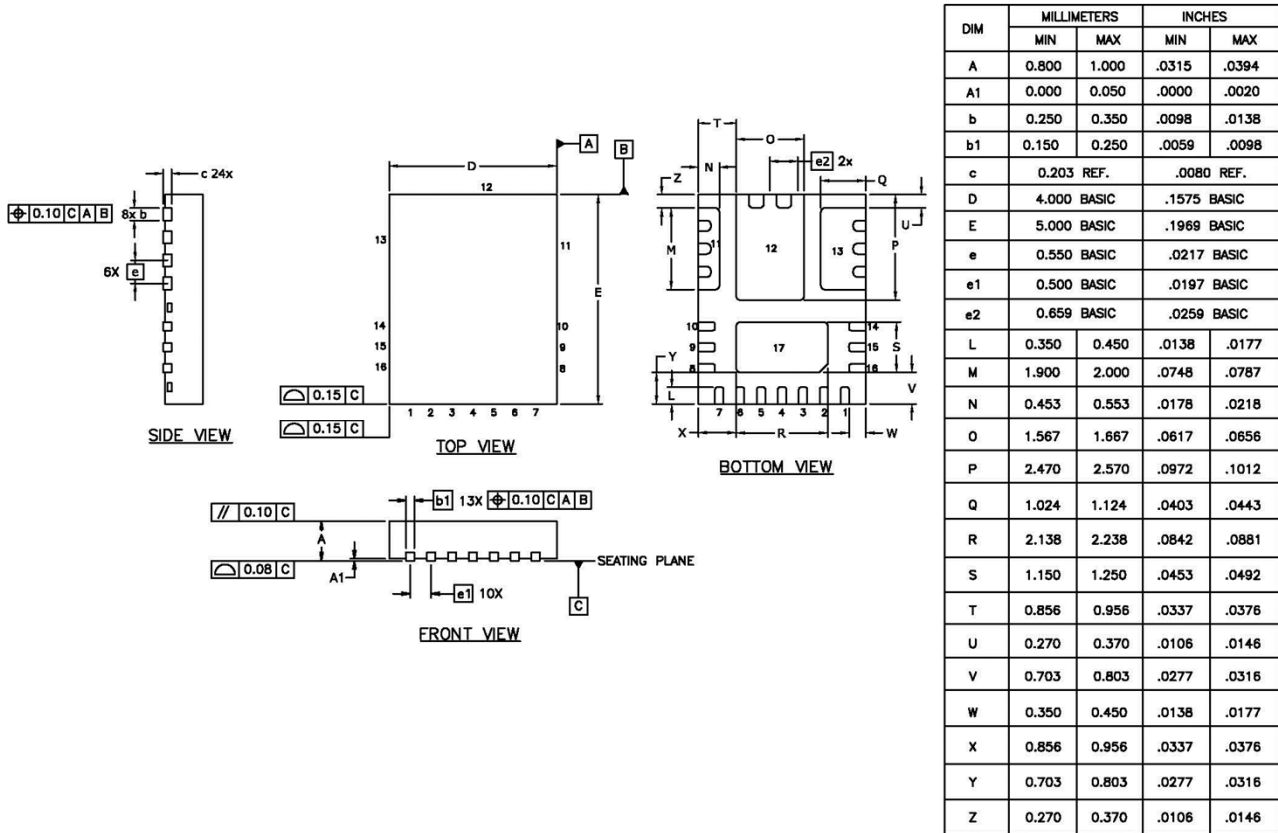 c 24x
⌖ 0.10 C A B
8x b
6X e
SIDE VIEW
D
A
B
12
13
11
E
14
10
15
9
16
8
1 2 3 4 5 6 7
⌓ 0.15 C
⌓ 0.15 C
TOP VIEW
T
O
N
e2 2x
Z
Q
U
M
11
12
13
P
10
14
9
17
15
S
8
16
Y
L
V
7 6 5 4 3 2 1
X
R
W
BOTTOM VIEW
b1 13X ⌖ 0.10 C A B
// 0.10 C
A
⌓ 0.08 C
A1
SEATING PLANE
e1 10X
C
FRONT VIEW
DIM MILLIMETERS INCHES
MIN MAX MIN MAX
A 0.800 1.000 .0315 .0394
A1 0.000 0.050 .0000 .0020
b 0.250 0.350 .0098 .0138
b1 0.150 0.250 .0059 .0098
c 0.203 REF. .0080 REF.
D 4.000 BASIC .1575 BASIC
E 5.000 BASIC .1969 BASIC
e 0.550 BASIC .0217 BASIC
e1 0.500 BASIC .0197 BASIC
e2 0.659 BASIC .0259 BASIC
L 0.350 0.450 .0138 .0177
M 1.900 2.000 .0748 .0787
N 0.453 0.553 .0178 .0218
O 1.567 1.667 .0617 .0656
P 2.470 2.570 .0972 .1012
Q 1.024 1.124 .0403 .0443
R 2.138 2.238 .0842 .0881
S 1.150 1.250 .0453 .0492
T 0.856 0.956 .0337 .0376
U 0.270 0.370 .0106 .0146
V 0.703 0.803 .0277 .0316
W 0.350 0.450 .0138 .0177
X 0.856 0.956 .0337 .0376
Y 0.703 0.803 .0277 .0316
Z 0.270 0.370 .0106 .0146